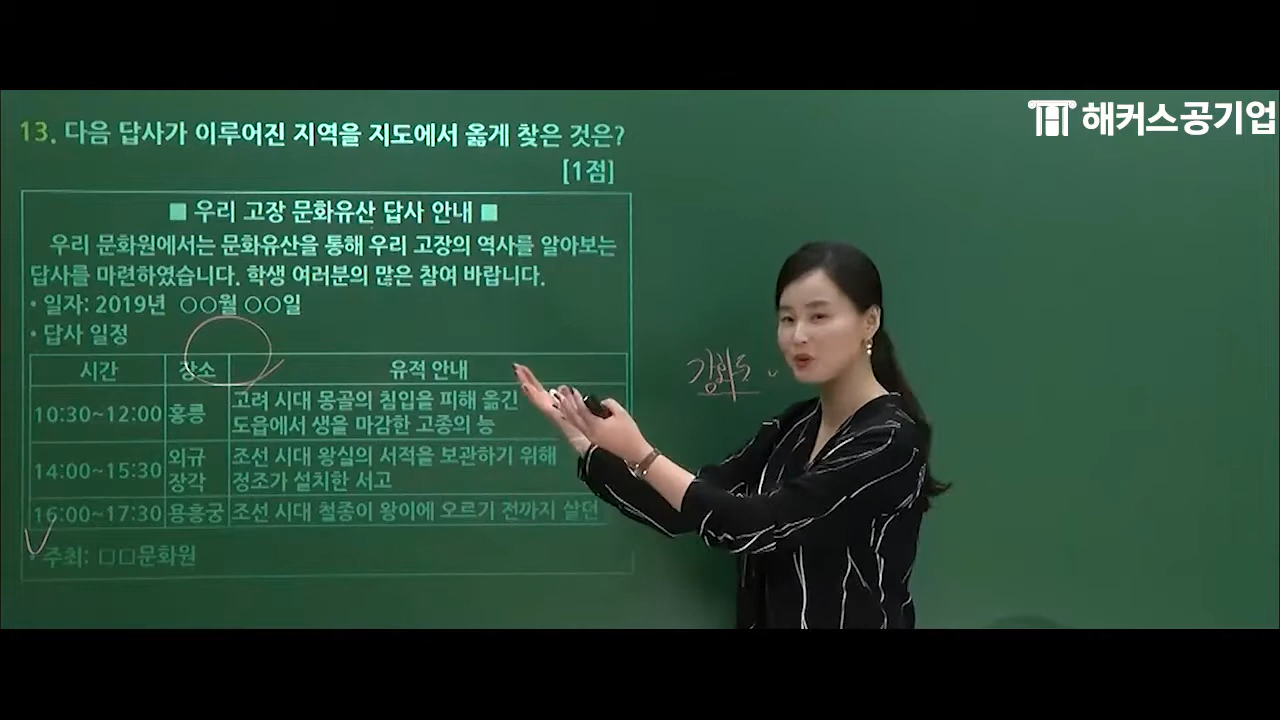 해커스공기업
13. 다음 답사가 이루어진 지역을 지도에서 옳게 찾은 것은?
[1점]
■ 우리 고장 문화유산 답사 안내 ■
우리 문화원에서는 문화유산을 통해 우리 고장의 역사를 알아보는
답사를 마련하였습니다. 학생 여러분의 많은 참여 바랍니다.
• 일자: 2019년 ○○월 ○○일
• 답사 일정
시간 장소 유적 안내
10:30~12:00 홍릉 고려 시대 몽골의 침입을 피해 옮긴
도읍에서 생을 마감한 고종의 능
14:00~15:30 외규
장각 조선 시대 왕실의 서적을 보관하기 위해
정조가 설치한 서고
16:00~17:30 용흥궁 조선 시대 철종이 왕이에 오르기 전까지 살던
• 주최: □□문화원
강화도